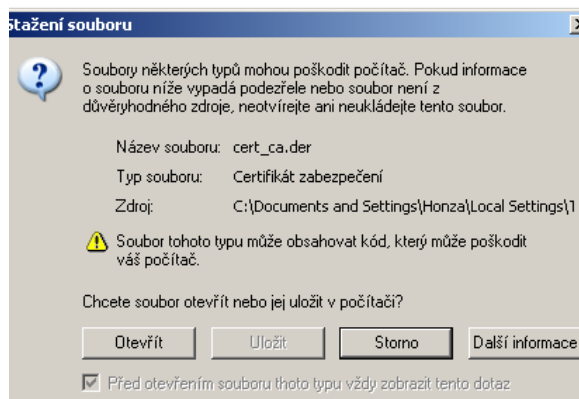 Stažení souboru
Soubory některých typů mohou poškodit počítač. Pokud informace
o souboru níže vypadá podezřele nebo soubor není z
důvěryhodného zdroje, neotvírejte ani neukládejte tento soubor.
Název souboru: cert_ca.der
Typ souboru: Certifikát zabezpečení
Zdroj: C:\Documents and Settings\Honza\Local Settings\1
Soubor tohoto typu může obsahovat kód, který může poškodit
váš počítač.
Chcete soubor otevřít nebo jej uložit v počítači?
Otevřít Uložit Storno Další informace
Před otevřením souboru thoto typu vždy zobrazit tento dotaz